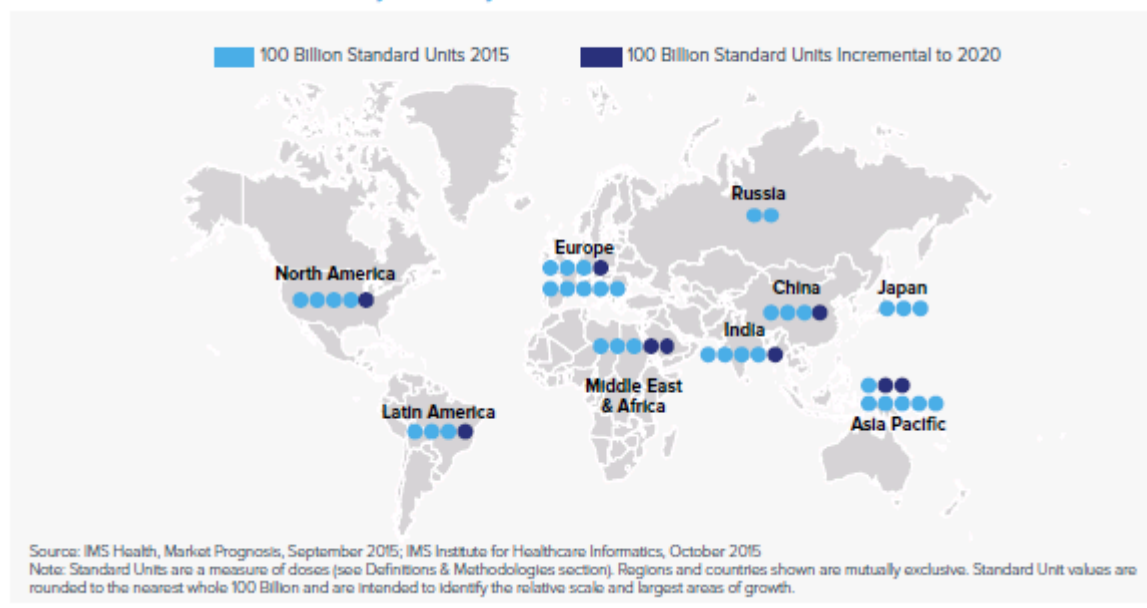 100 Billion Standard Units 2015
100 Billion Standard Units Incremental to 2020
Russia
Europe
North America
China
Japan
India
Middle East
& Africa
Latin America
Asia Pacific
Source: IMS Health, Market Prognosis, September 2015; IMS Institute for Healthcare Informatics, October 2015
Note: Standard Units are a measure of doses (see Definitions & Methodologies section). Regions and countries shown are mutually exclusive. Standard Unit values are
rounded to the nearest whole 100 Billion and are intended to identify the relative scale and largest areas of growth.